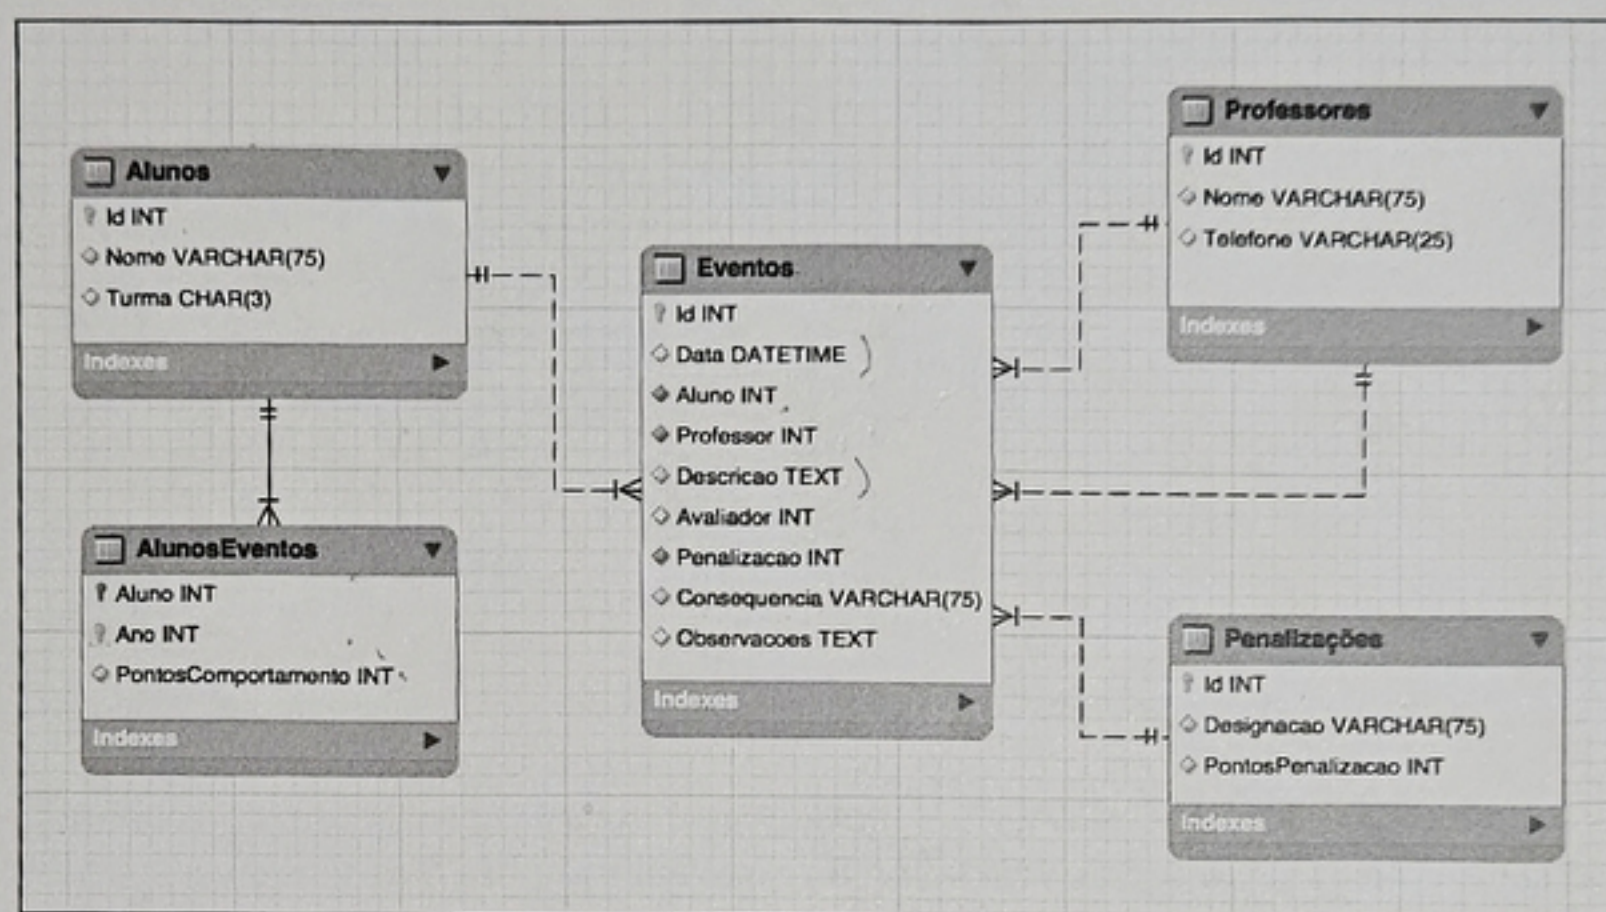 Alunos
Id INT
Nome VARCHAR(75)
Turma CHAR(3)
Indexes
AlunosEventos
Aluno INT
Ano INT
PontosComportamento INT
Indexes
Eventos
Id INT
Data DATETIME
Aluno INT
Professor INT
Descricao TEXT
Avaliador INT
Penalizacao INT
Consequencia VARCHAR(75)
Observacoes TEXT
Indexes
Professores
Id INT
Nome VARCHAR(75)
Telefone VARCHAR(25)
Indexes
Penalizações
Id INT
Designacao VARCHAR(75)
PontosPenalizacao INT
Indexes